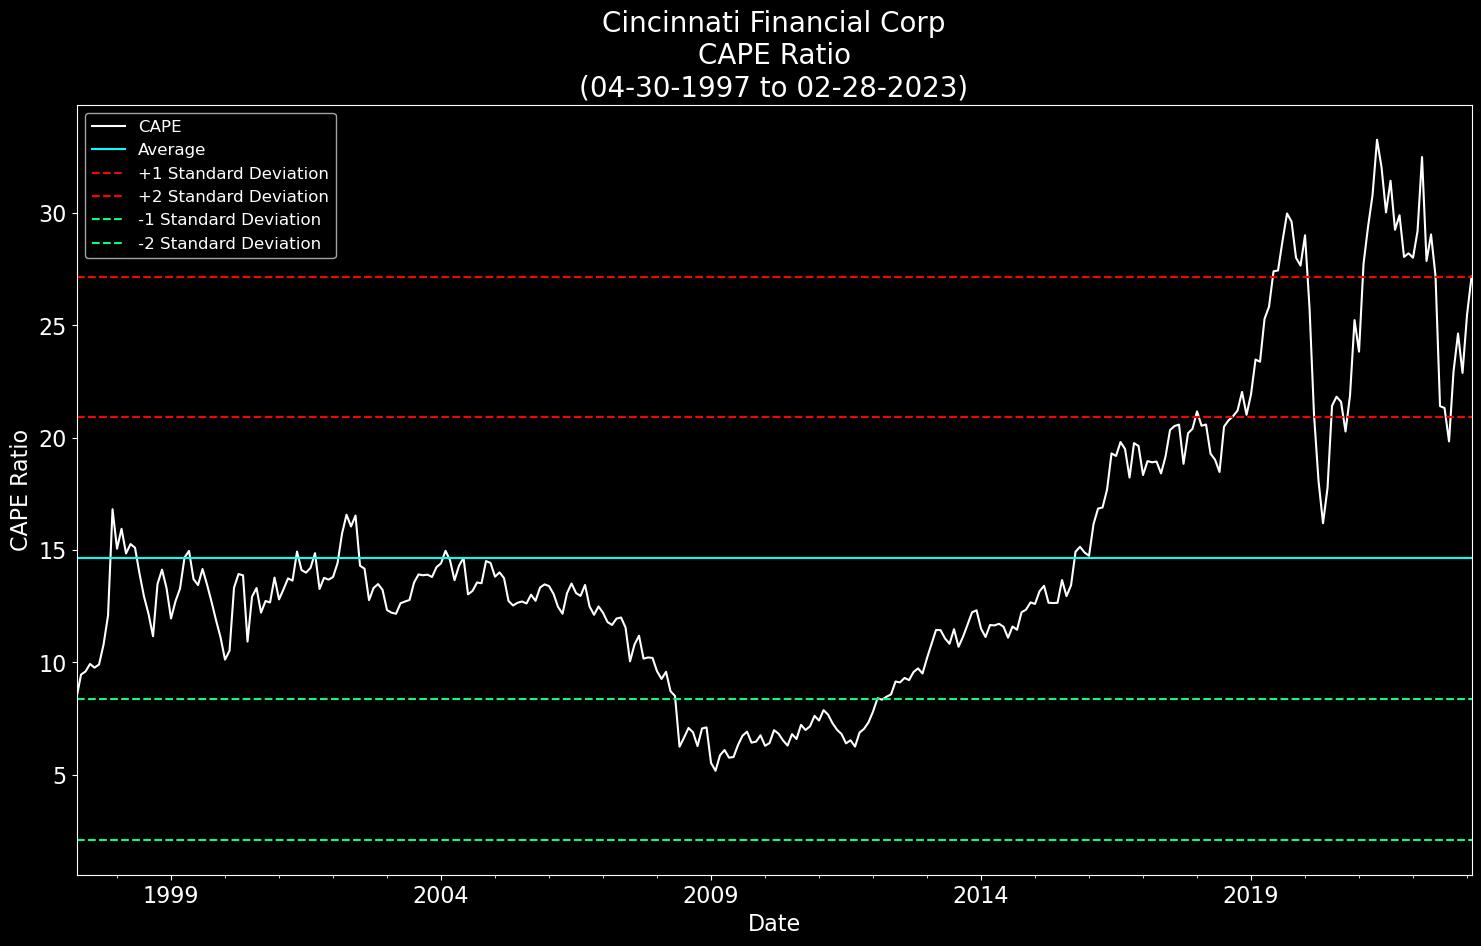 Cincinnati Financial Corp
CAPE Ratio
(04-30-1997 to 02-28-2023)
CAPE
Average
+1 Standard Deviation
+2 Standard Deviation
-1 Standard Deviation
-2 Standard Deviation
CAPE Ratio
30
25
20
15
10
5
1999
2004
2009
2014
2019
Date